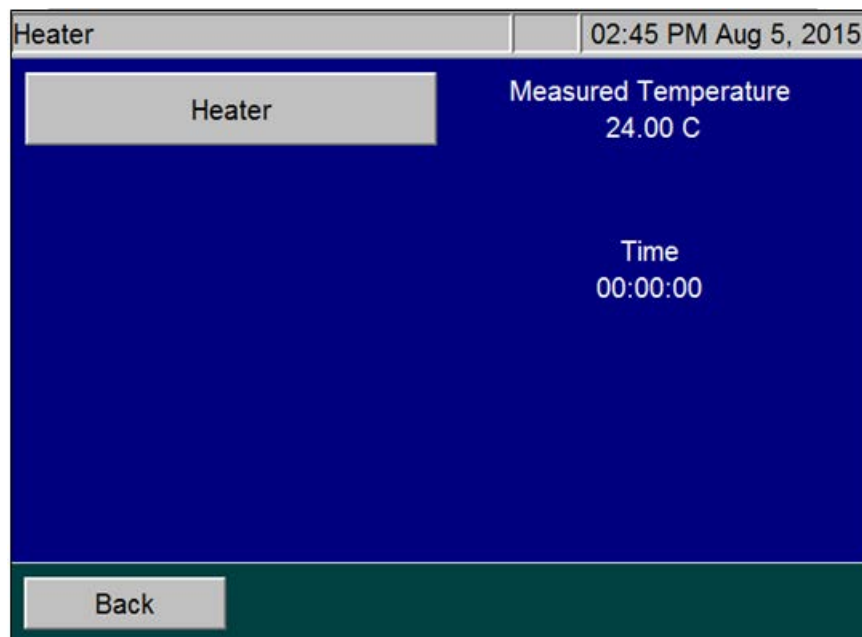 Heater
02:45 PM Aug 5, 2015
Heater
Measured Temperature
24.00 C
Time
00:00:00
Back